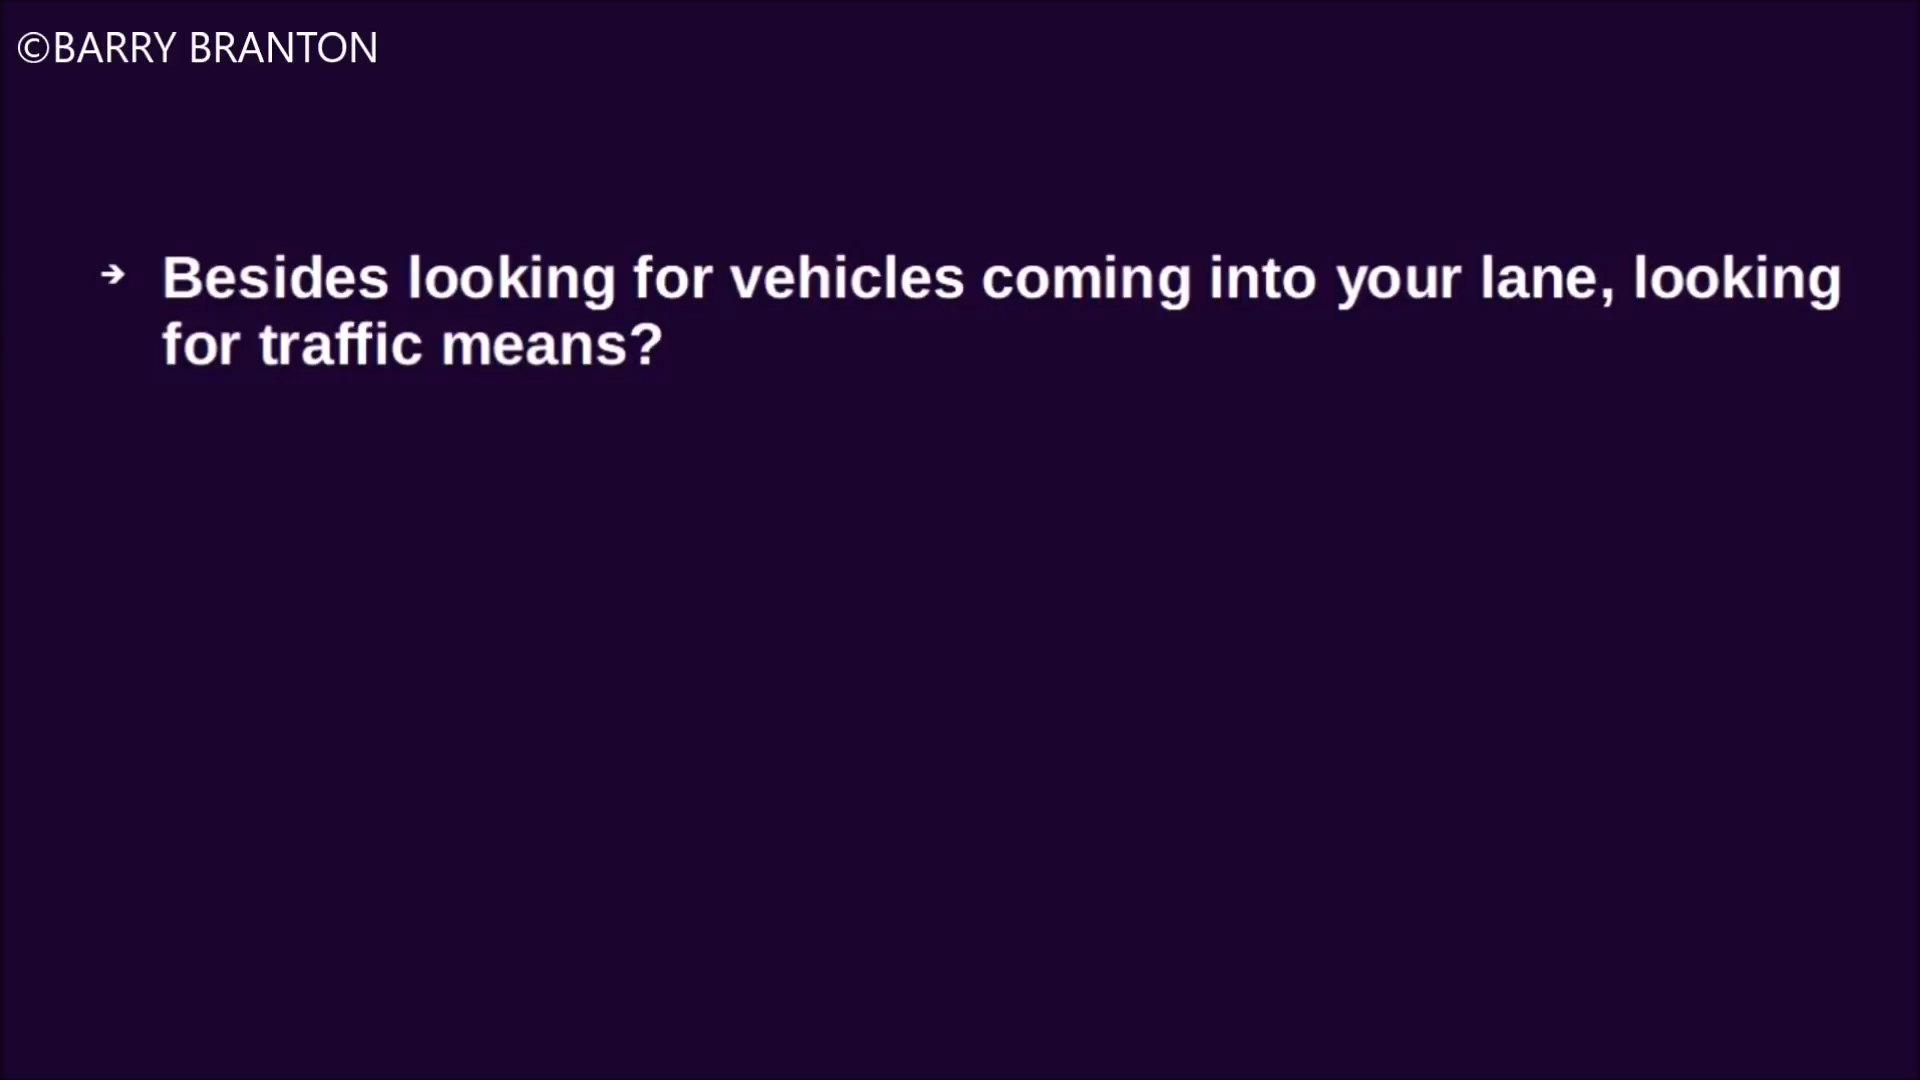 ©BARRY BRANTON
➔ Besides looking for vehicles coming into your lane, looking
for traffic means?